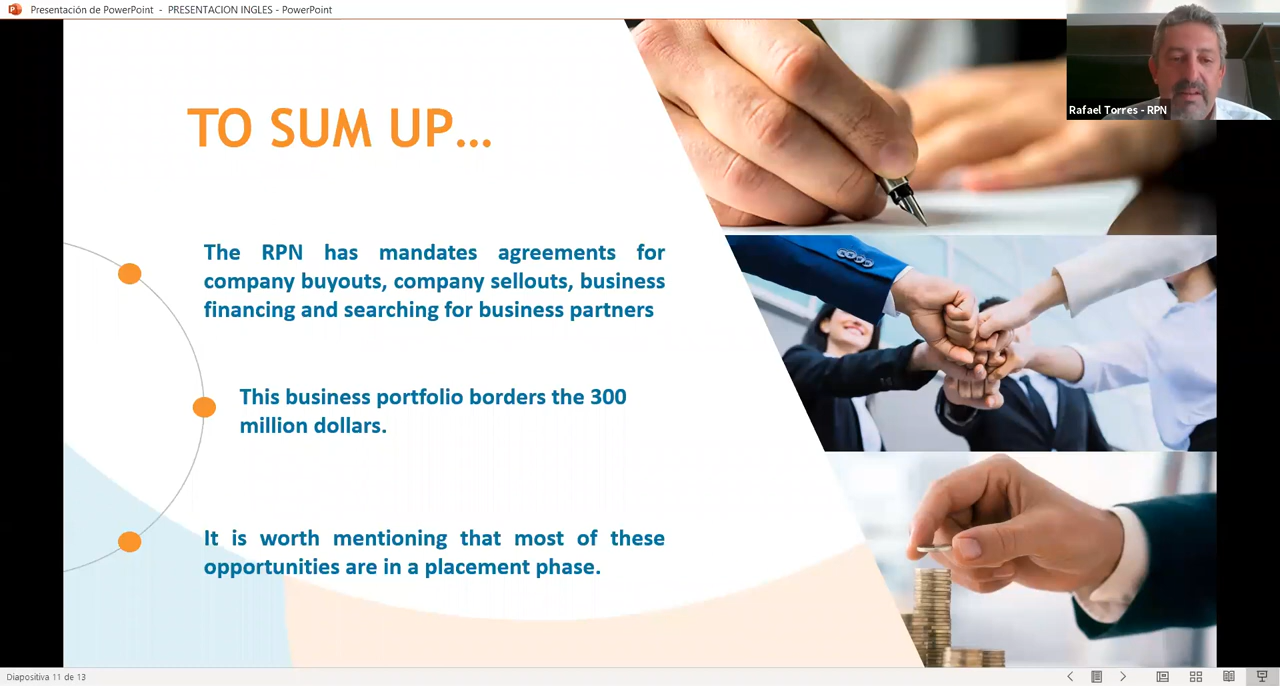 Presentación de PowerPoint - PRESENTACION INGLES - PowerPoint
Rafael Torres - RPN
TO SUM UP...
The RPN has mandates agreements for
company buyouts, company sellouts, business
financing and searching for business partners
This business portfolio borders the 300
million dollars.
It is worth mentioning that most of these
opportunities are in a placement phase.
Diapositiva 11 de 13